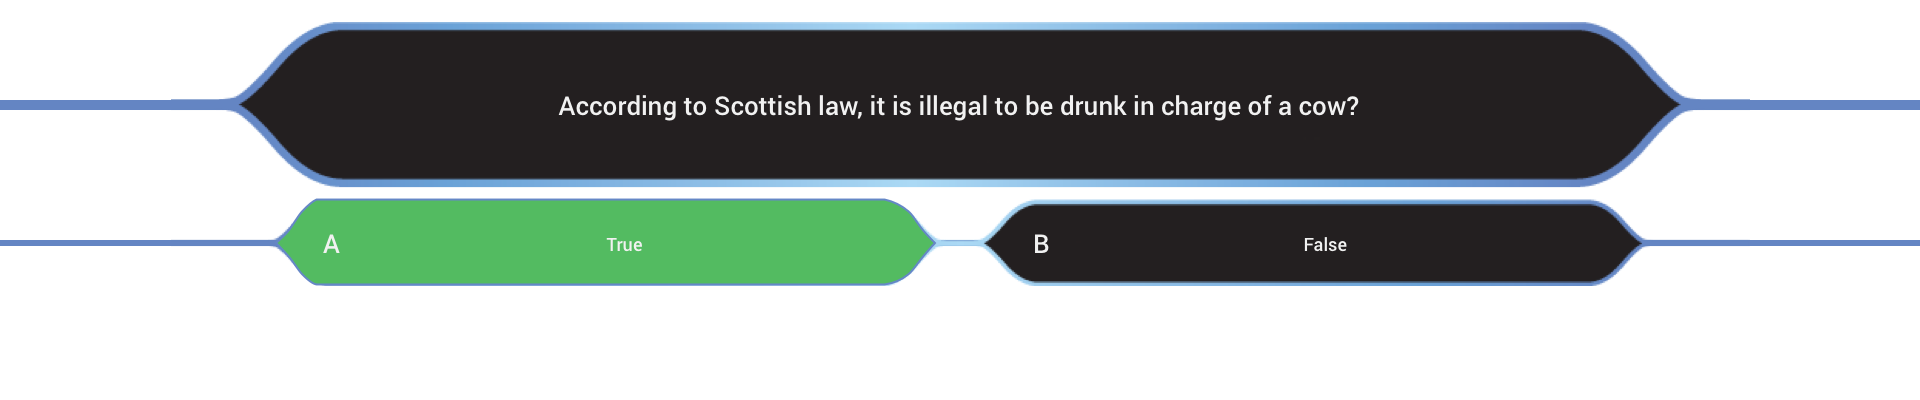 According to Scottish law, it is illegal to be drunk in charge of a cow?
A True
B False